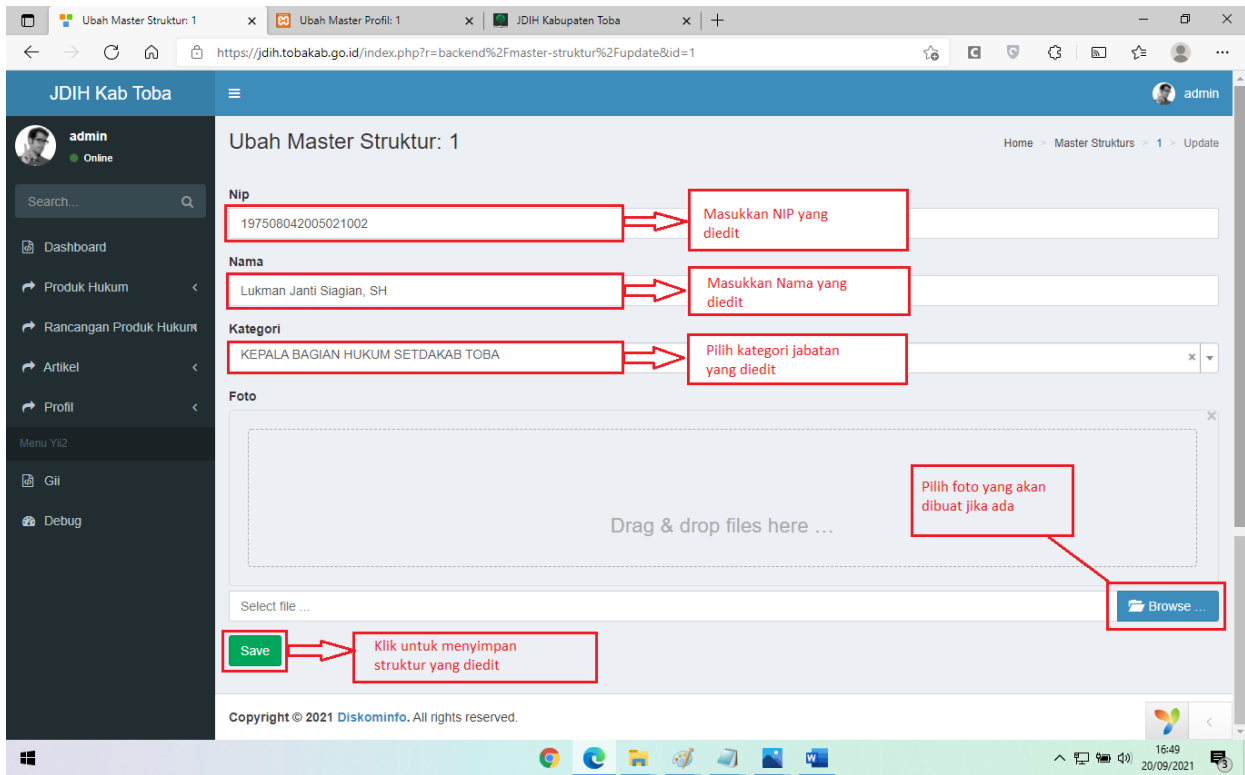 Ubah Master Struktur: 1
Ubah Master Profil: 1
JDIH Kabupaten Toba
https://jdih.tobakab.go.id/index.php?r=backend%2Fmaster-struktur%2Fupdate&id=1
JDIH Kab Toba
admin
admin
Online
Search...
Dashboard
Produk Hukum
Rancangan Produk Hukum
Artikel
Profil
Menu Yii2
Gii
Debug
Ubah Master Struktur: 1
Home > Master Strukturs > 1 > Update
Nip
197508042005021002
Masukkan NIP yang
diedit
Nama
Lukman Janti Siagian, SH
Masukkan Nama yang
diedit
Kategori
KEPALA BAGIAN HUKUM SETDAKAB TOBA
Pilih kategori jabatan
yang diedit
Foto
Pilih foto yang akan
dibuat jika ada
Drag & drop files here …
Select file ...
Browse …
Save
Klik untuk menyimpan
struktur yang diedit
Copyright © 2021 Diskominfo. All rights reserved.
16:49
20/09/2021
3